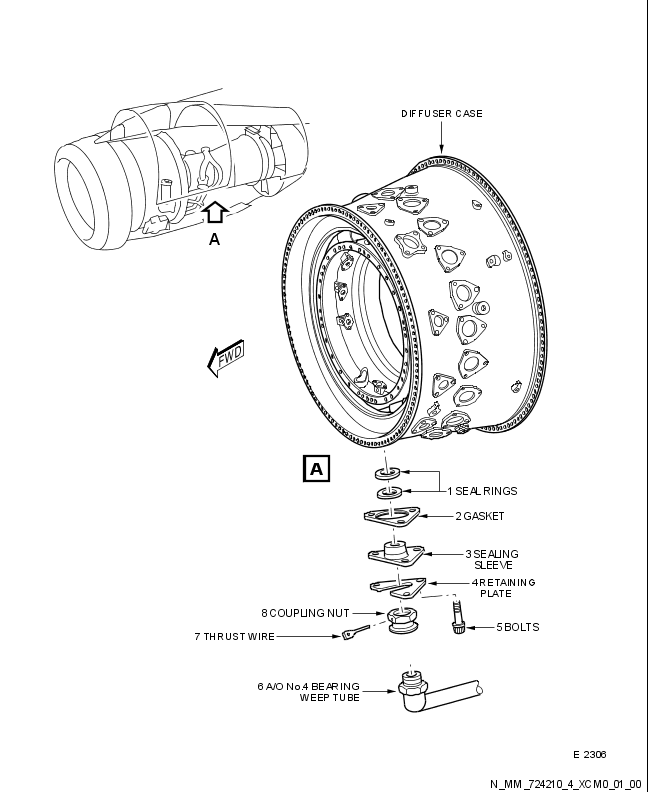 DIFFUSER CASE
A
FWD
A
1 SEAL RINGS
2 GASKET
3 SEALING
SLEEVE
4 RETAINING
PLATE
8 COUPLING NUT
5 BOLTS
7 THRUST WIRE
6 A/O No.4 BEARING
WEEP TUBE
E 2306
N_MM_724210_4_XCM0_01_00